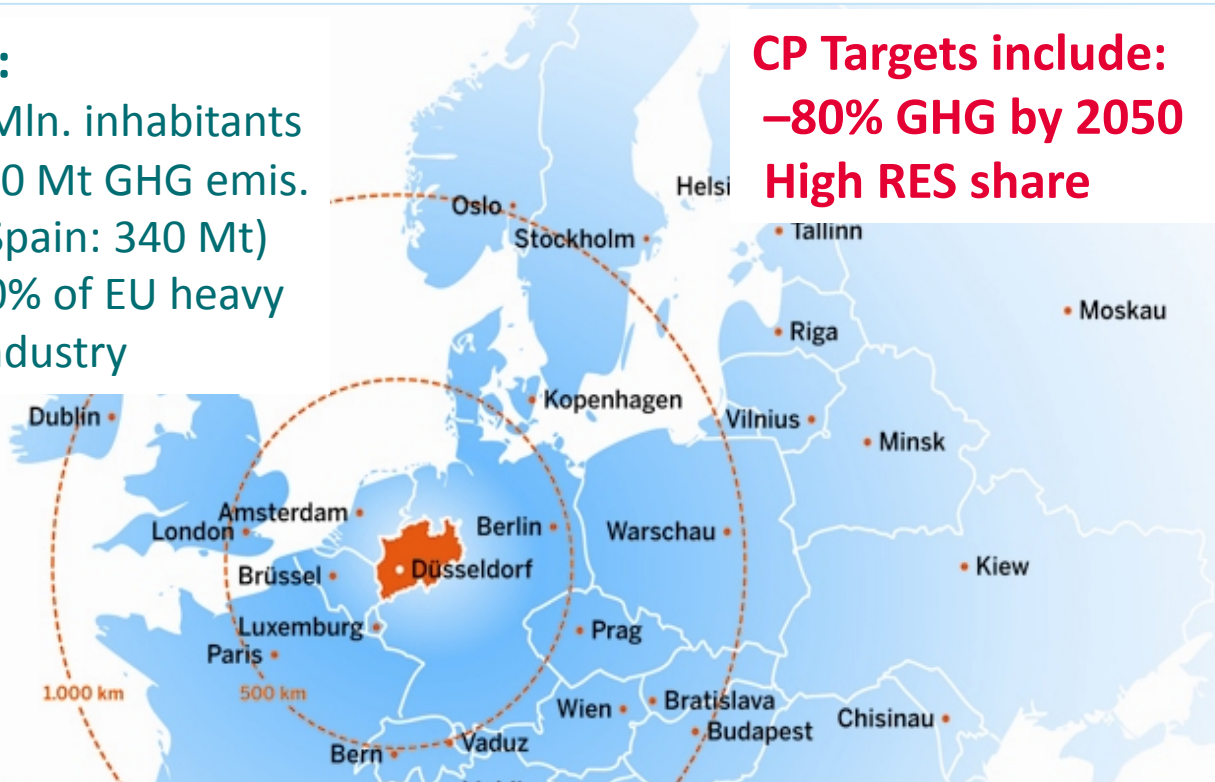 :
Mln. inhabitants
0 Mt GHG emis.
Spain: 340 Mt)
0% of EU heavy
ndustry
CP Targets include:
–80% GHG by 2050
High RES share
Oslo
Helsi
Stockholm
Tallinn
Moskau
Riga
Dublin
Kopenhagen
Vilnius
Minsk
Amsterdam
London
Berlin
Warschau
Brüssel
Düsseldorf
Kiew
Luxemburg
Prag
Paris
1.000 km
500 km
Wien
Bratislava
Budapest
Chisinau
Bern
Vaduz